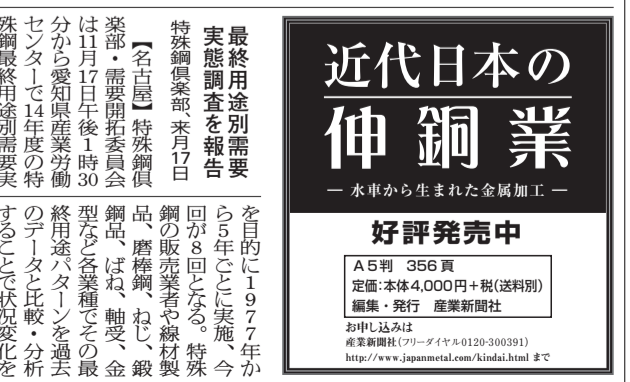 最終用途別需要
実態調査を報告
特殊鋼倶楽部、来月17日
【名古屋】特殊鋼倶
楽部・需要開拓委員会
は11月17日午後1時30
分から愛知県産業労働
センターで14年度の特
殊鋼最終用途別需要実
を目的に1977年か
ら5年ごとに実施、今
回が8回となる。特殊
鋼の販売業者や線材製
品、磨棒鋼、ねじ、鍛
鋼品、ばね、軸受、金
型など各業種でその最
終用途パターンを過去
のデータと比較・分析
することで状況変化を
近代日本の
伸銅業
― 水車から生まれた金属加工 ―
好評発売中
A5判 356頁
定価:本体4,000円+税(送料別)
編集・発行 産業新聞社
お申し込みは
産業新聞社(フリーダイヤル0120-300391)
http://www.japanmetal.com/kindai.html まで